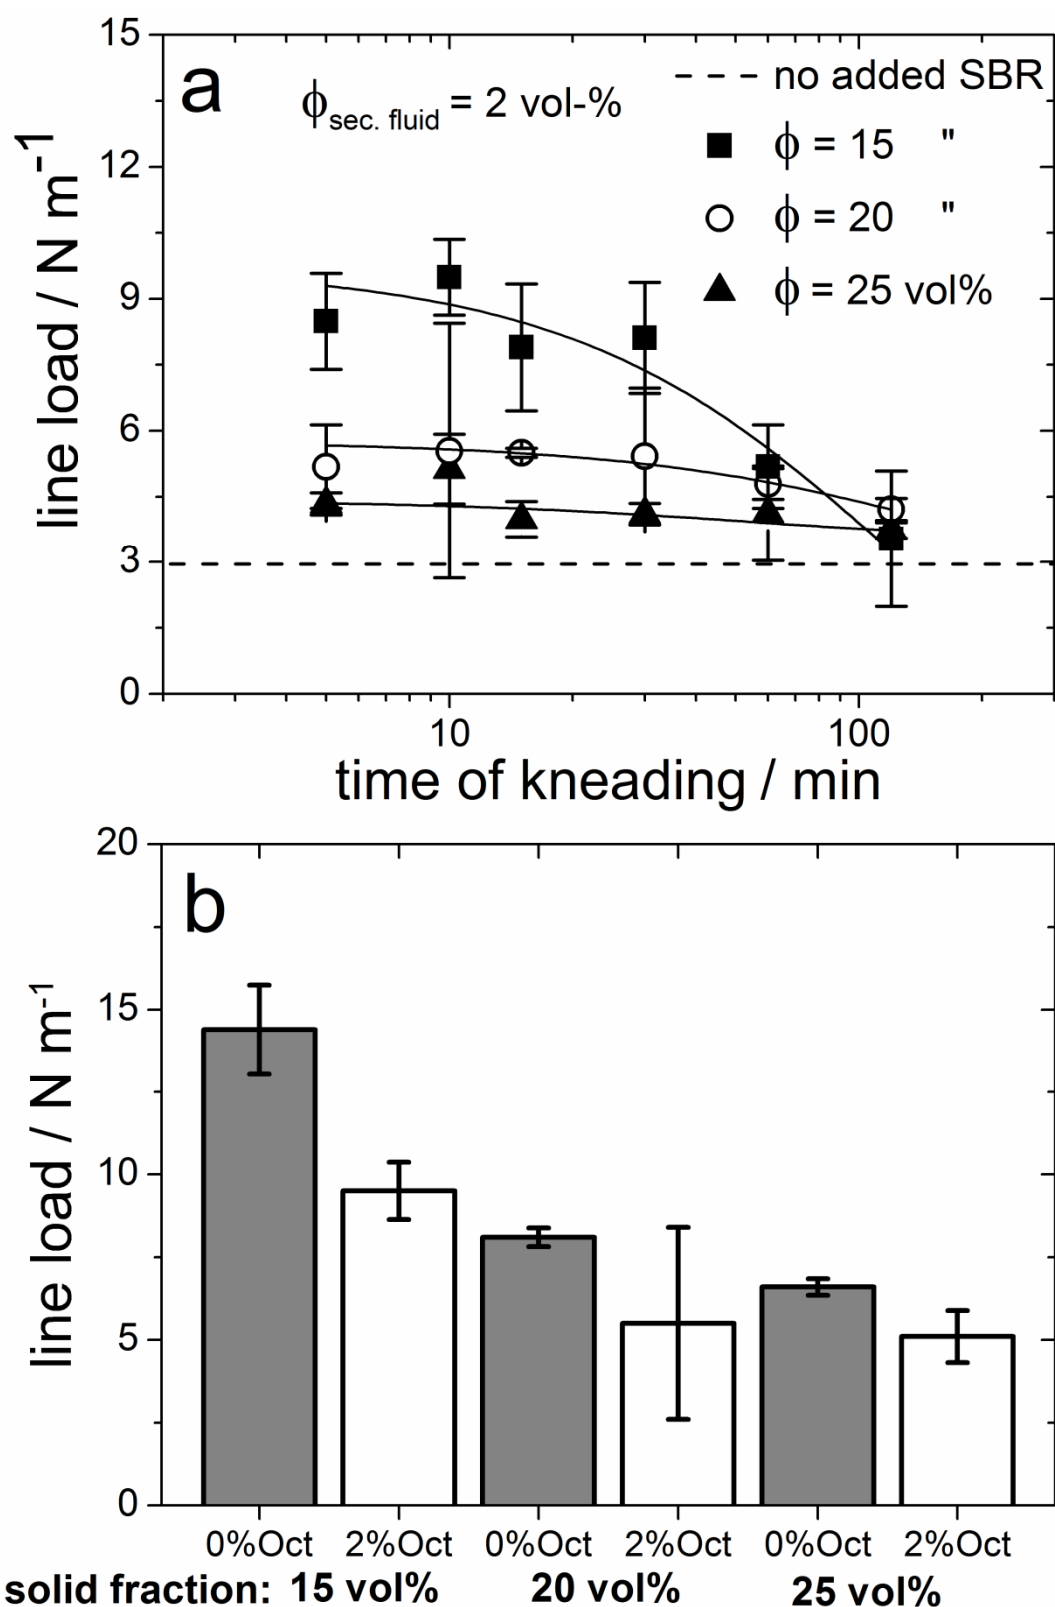 15
a
ϕsec. fluid = 2 vol-%
no added SBR
ϕ = 15 "
ϕ = 20 "
ϕ = 25 vol%
12
9
6
3
0
line load / N m-1
10 100
time of kneading / min
20
b
15
10
5
0
line load / N m-1
0%Oct 2%Oct 0%Oct 2%Oct 0%Oct 2%Oct
solid fraction: 15 vol% 20 vol% 25 vol%